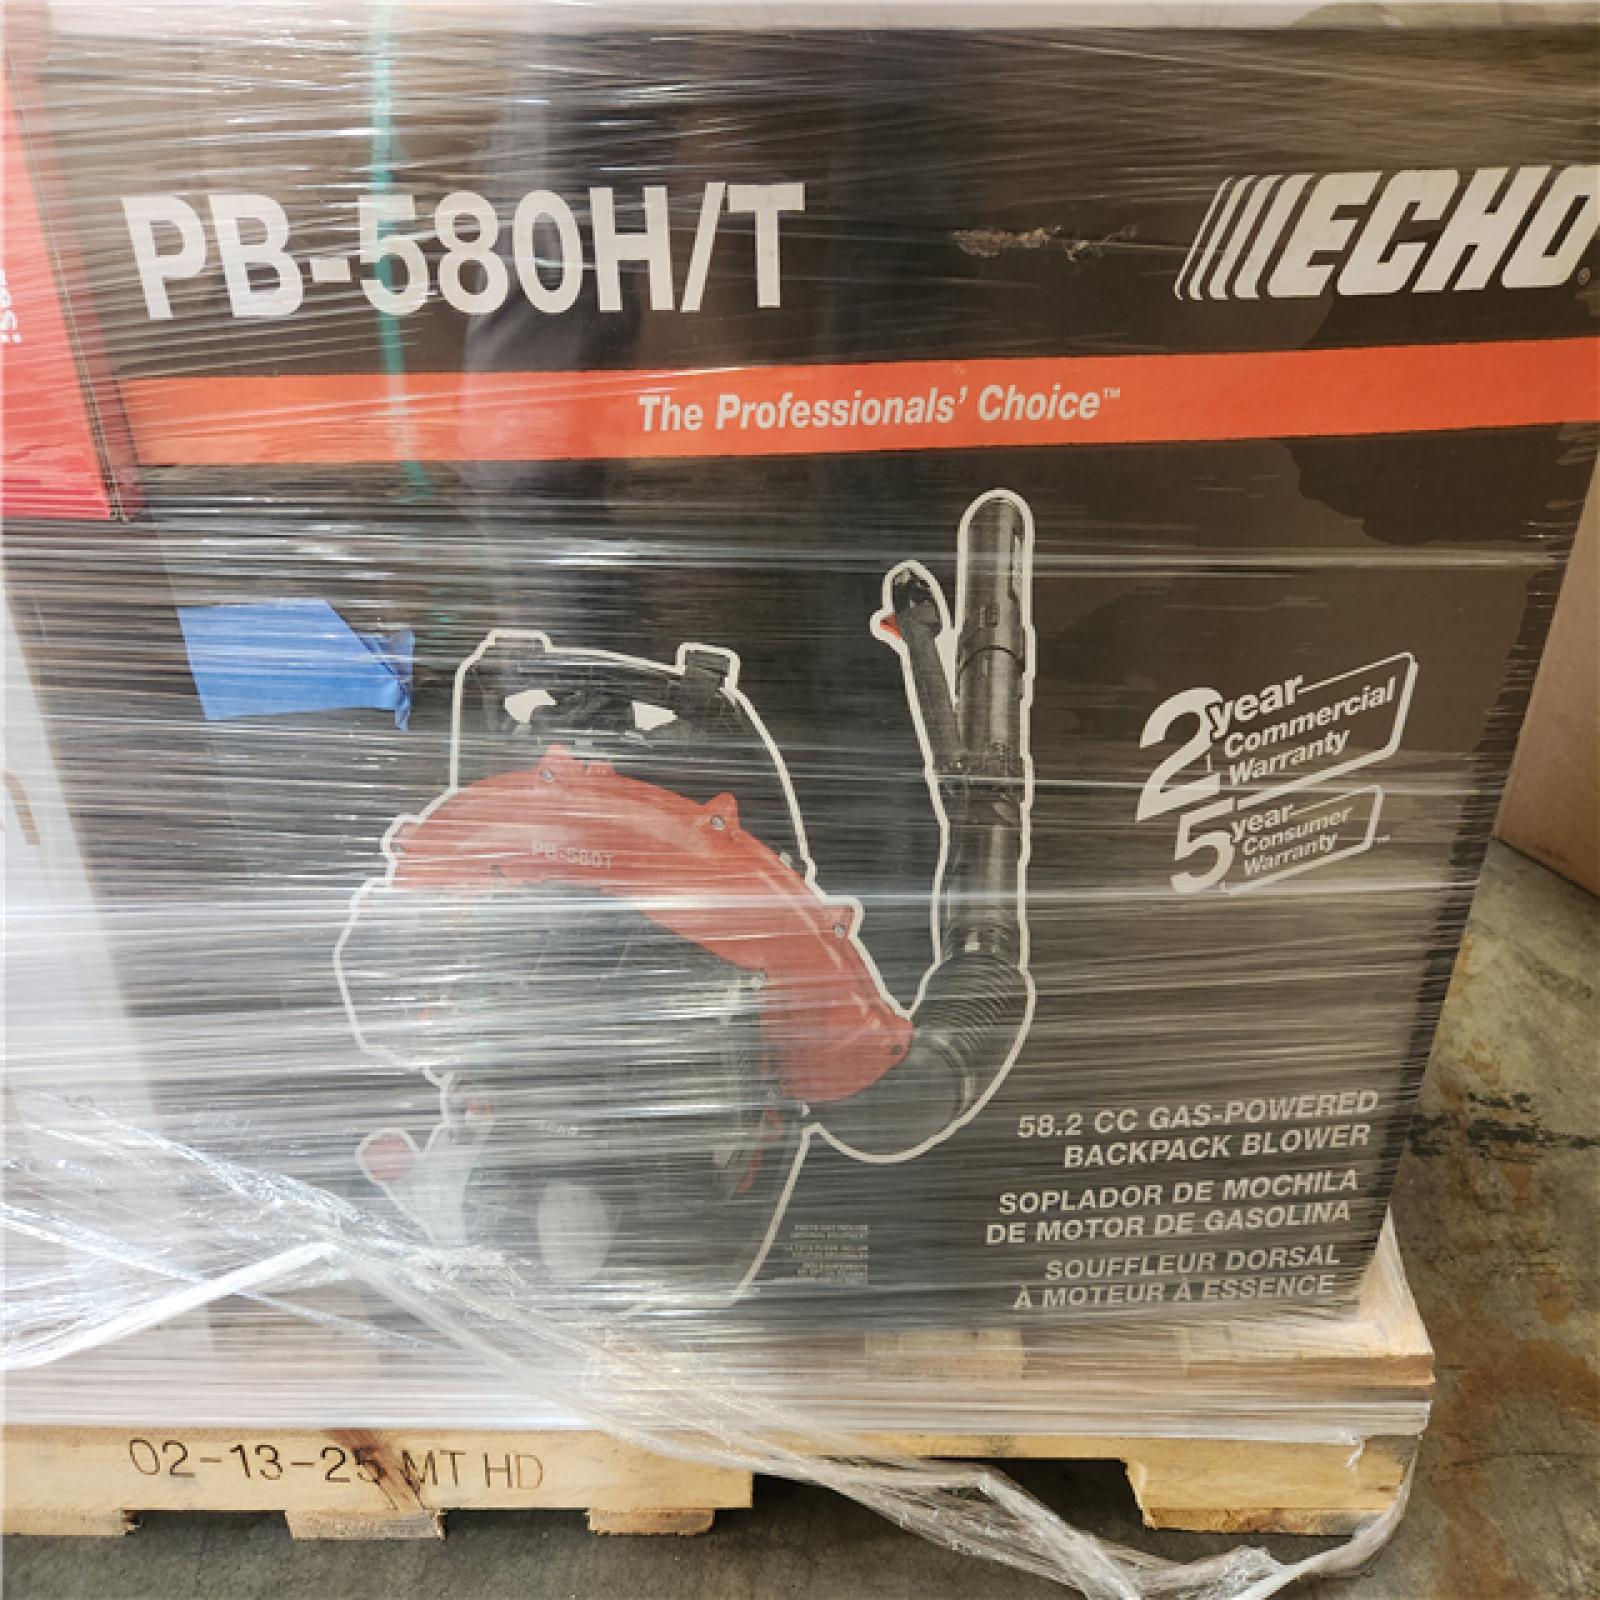 PB-580H/T
ECHO®
The Professionals' Choice™
2 year
Commercial
Warranty
5 year
Consumer
Warranty
PB-580T
58.2 CC GAS-POWERED
BACKPACK BLOWER
SOPLADOR DE MOCHILA
DE MOTOR DE GASOLINA
SOUFFLEUR DORSAL
À MOTEUR À ESSENCE
02-13-25 MT HD